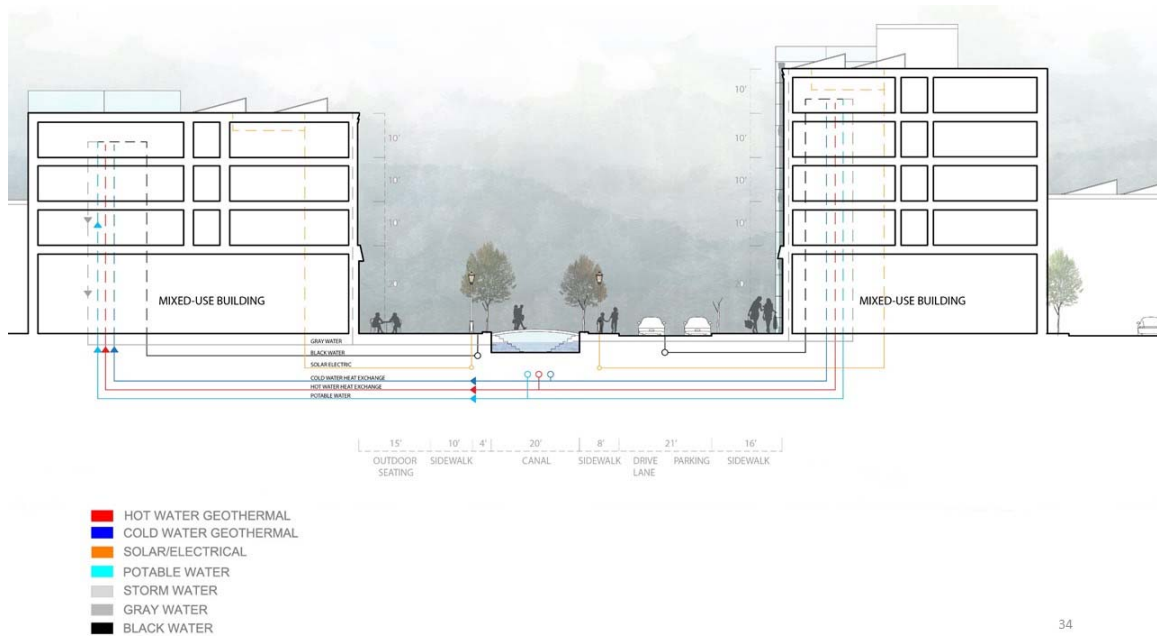 10'
10'
10'
10'
10'
10'
10'
MIXED-USE BUILDING
MIXED-USE BUILDING
GRAY WATER
BLACK WATER
SOLAR ELECTRIC
COLD WATER HEAT EXCHANGE
HOT WATER HEAT EXCHANGE
POTABLE WATER
15' 10' 4' 20' 8' 21' 16'
OUTDOOR SEATING SIDEWALK CANAL SIDEWALK DRIVE LANE PARKING SIDEWALK
HOT WATER GEOTHERMAL
COLD WATER GEOTHERMAL
SOLAR/ELECTRICAL
POTABLE WATER
STORM WATER
GRAY WATER
BLACK WATER
34